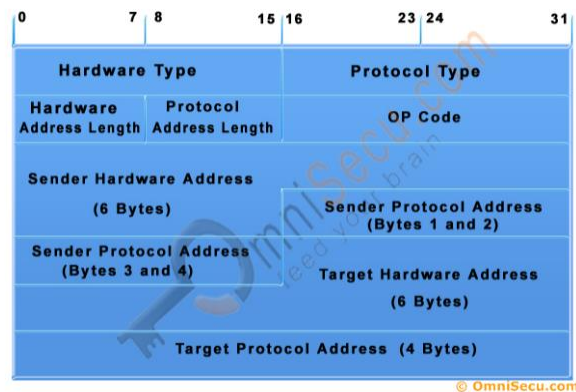 0 7 8 15 16 23 24 31
Hardware Type
Protocol Type
Hardware
Address Length
Protocol
Address Length
OP Code
Sender Hardware Address
(6 Bytes)
Sender Protocol Address
(Bytes 1 and 2)
Sender Protocol Address
(Bytes 3 and 4)
Target Hardware Address
(6 Bytes)
Target Protocol Address (4 Bytes)
OmniSecu.com
feed your brain
© OmniSecu.com